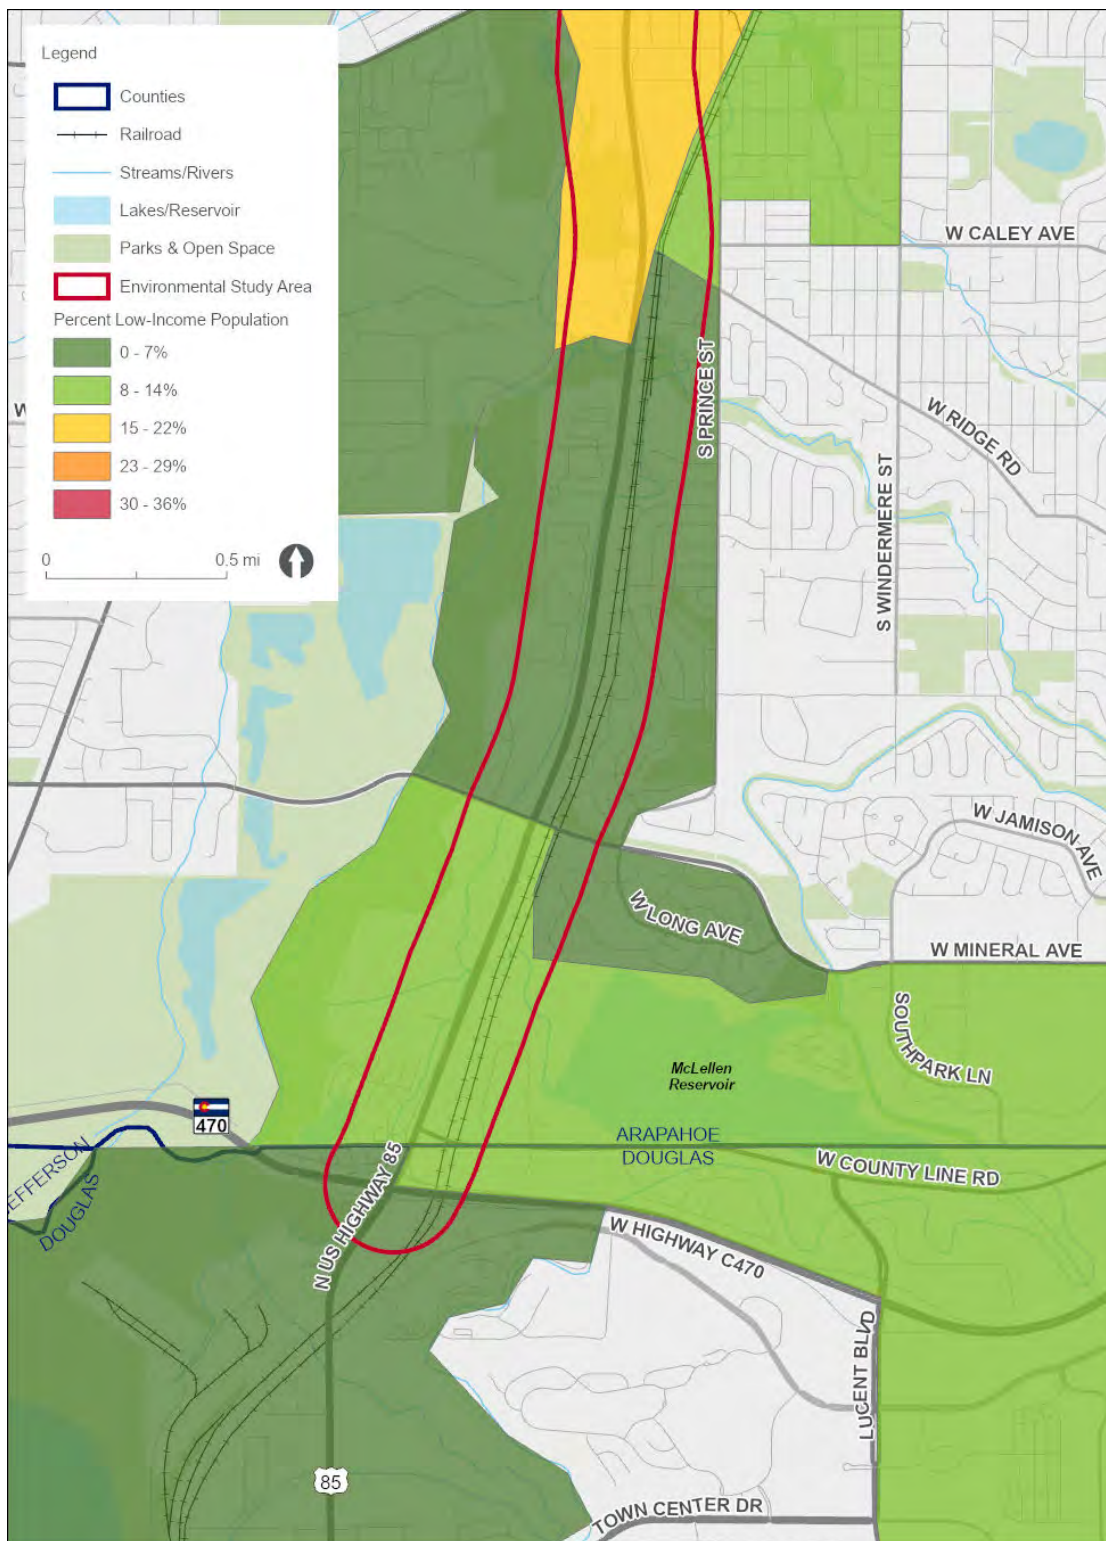 Legend
Counties
Railroad
Streams/Rivers
Lakes/Reservoir
Parks & Open Space
Environmental Study Area
Percent Low-Income Population
0 - 7%
8 - 14%
15 - 22%
23 - 29%
30 - 36%
0 0.5 mi
W CALEY AVE
S PRINCE ST
W RIDGE RD
S WINDERMERE ST
W
W JAMISON AVE
W LONG AVE
W MINERAL AVE
SOUTHPARK LN
McLellen
Reservoir
470
ARAPAHOE
DOUGLAS
W COUNTY LINE RD
JEFFERSON
DOUGLAS
N US HIGHWAY 85
W HIGHWAY C470
LUCENT BLVD
85
TOWN CENTER DR